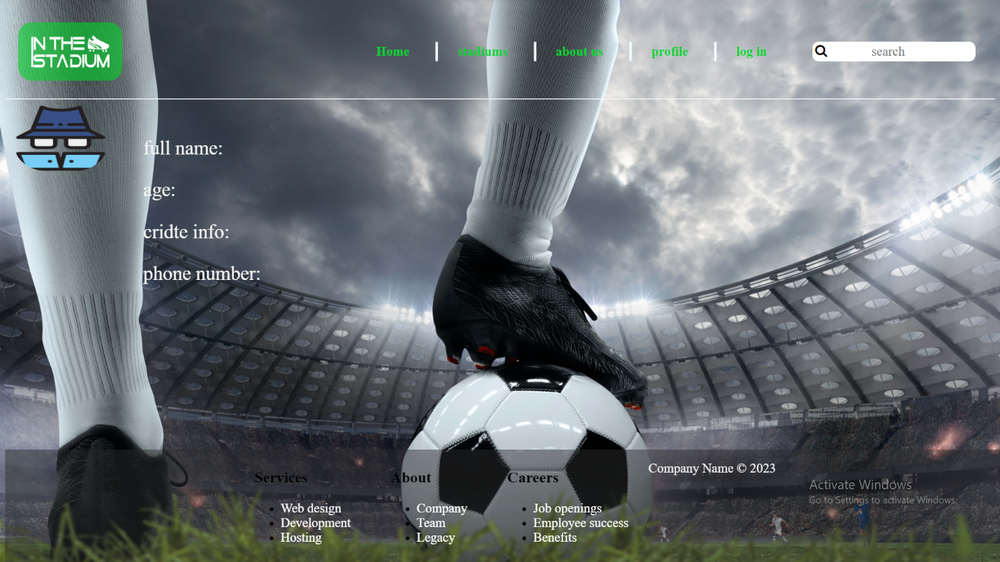 IN THE
STADIUM
Home
stadiums
about us
profile
log in
search
full name:
age:
cridte info:
phone number:
Company Name © 2023
Services
About
Careers
Web design
Development
Hosting
Company
Team
Legacy
Job openings
Employee success
Benefits
Activate Windows
Go to Settings to activate Windows.